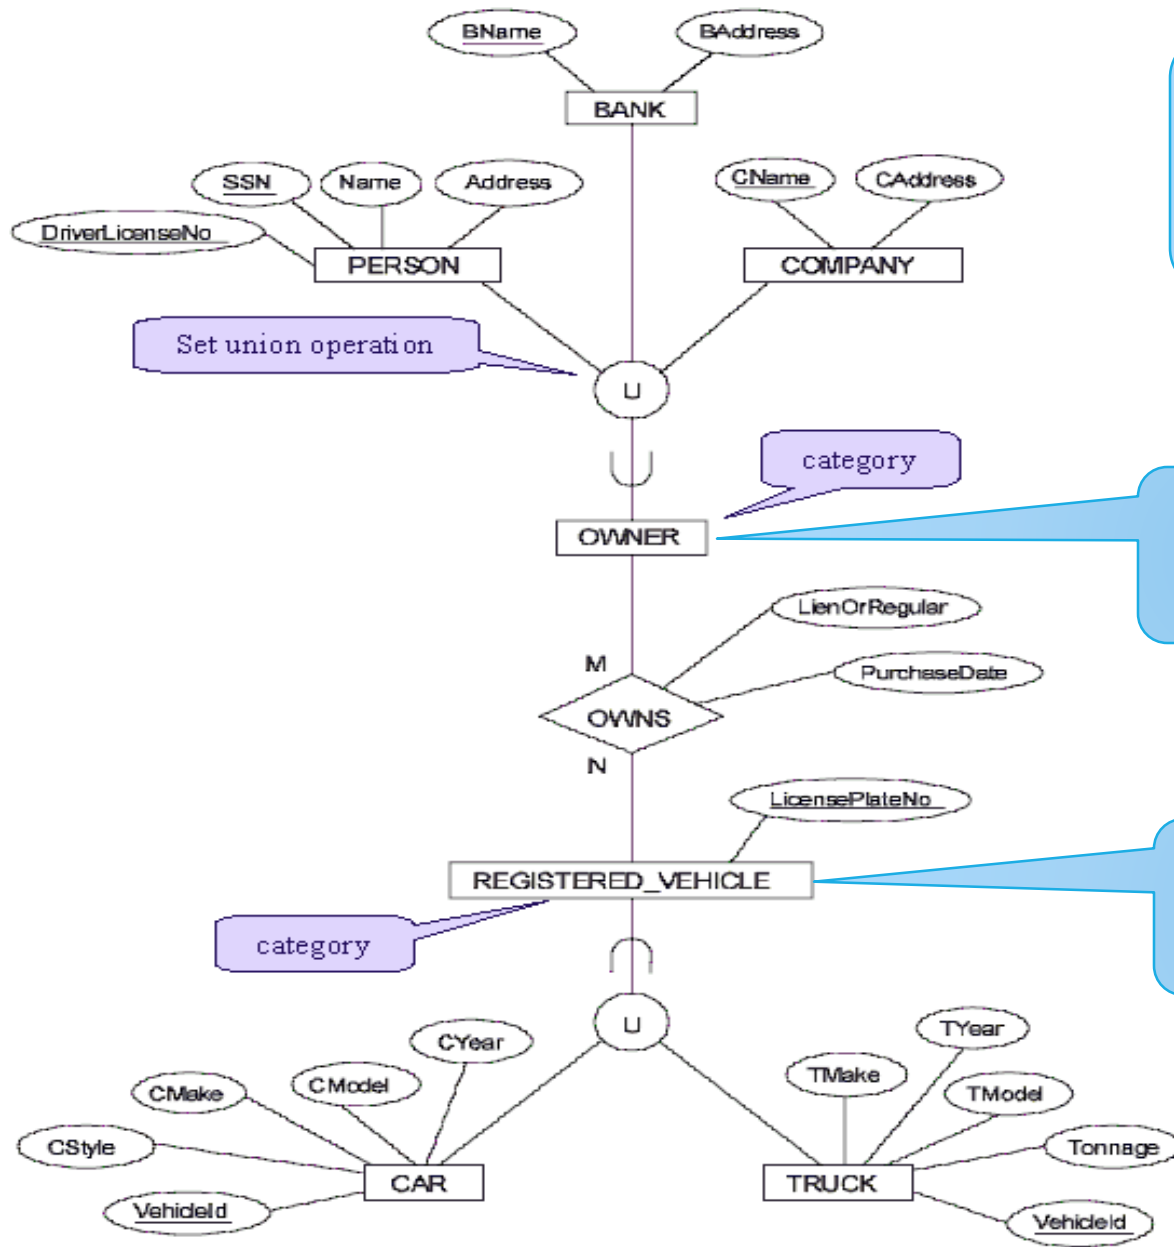 BName
BAddress
BANK
SSN
Name
Address
CName
CAddress
DriverLicenseNo
PERSON
COMPANY
Set union operation
U
category
OWNER
LienOrRegular
M
PurchaseDate
OWNS
N
LicensePlateNo
REGISTERED_VEHICLE
category
U
CYear
TYear
CModel
TMake
CMake
TModel
CStyle
Tonnage
CAR
TRUCK
VehicleId
VehicleId